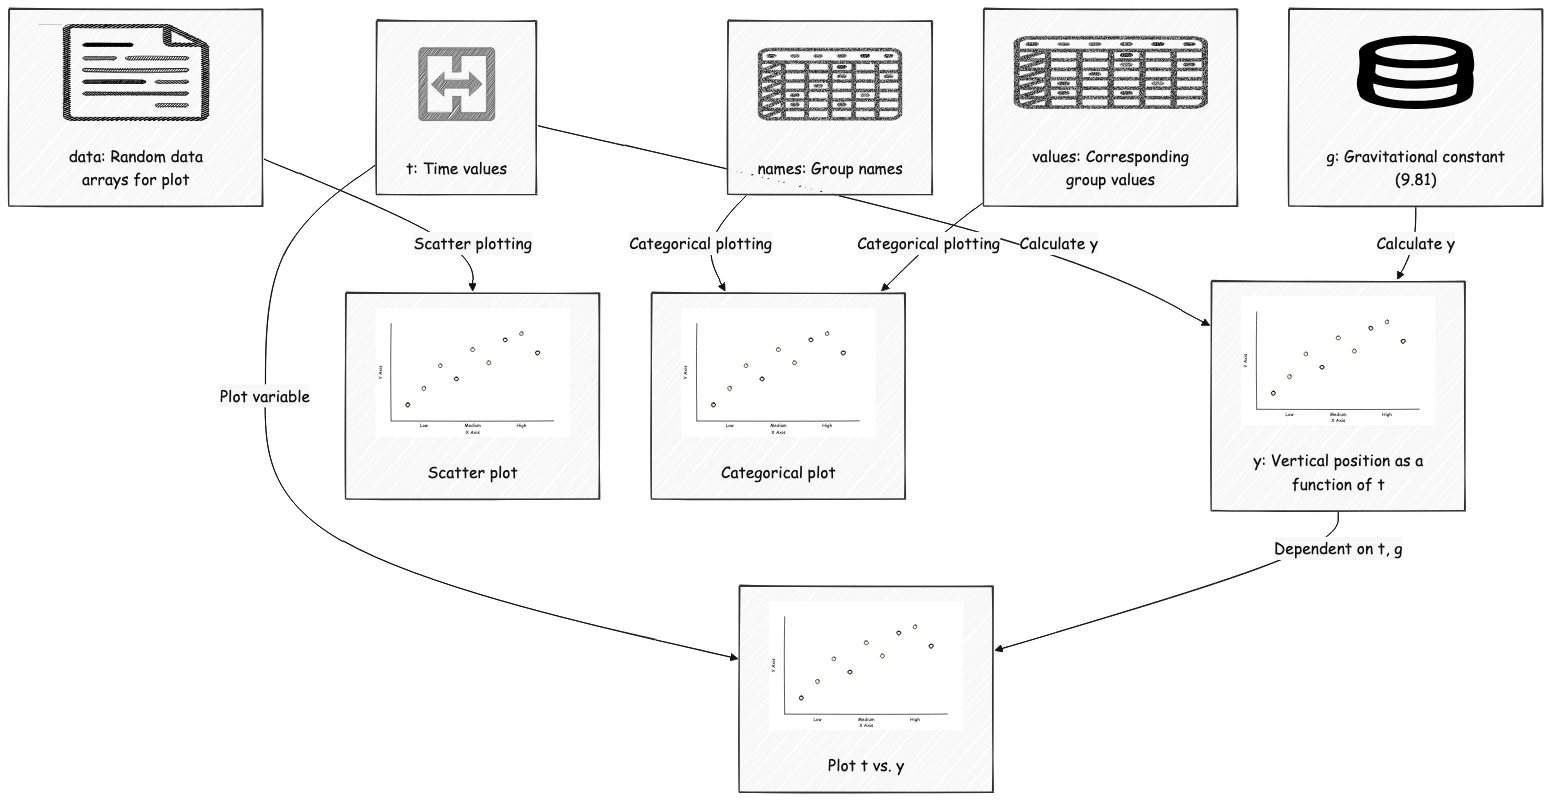 data: Random data
arrays for plot
t: Time values
names: Group names
values: Corresponding
group values
g: Gravitational constant
(9.81)
Scatter plotting
Categorical plotting
Categorical plotting
Calculate y
Calculate y
Plot variable
Y Axis
Low
Medium
High
X Axis
Scatter plot
Y Axis
Low
Medium
High
X Axis
Categorical plot
Y Axis
Low
Medium
High
X Axis
y: Vertical position as a
function of t
Dependent on t, g
Y Axis
Low
Medium
High
X Axis
Plot t vs. y